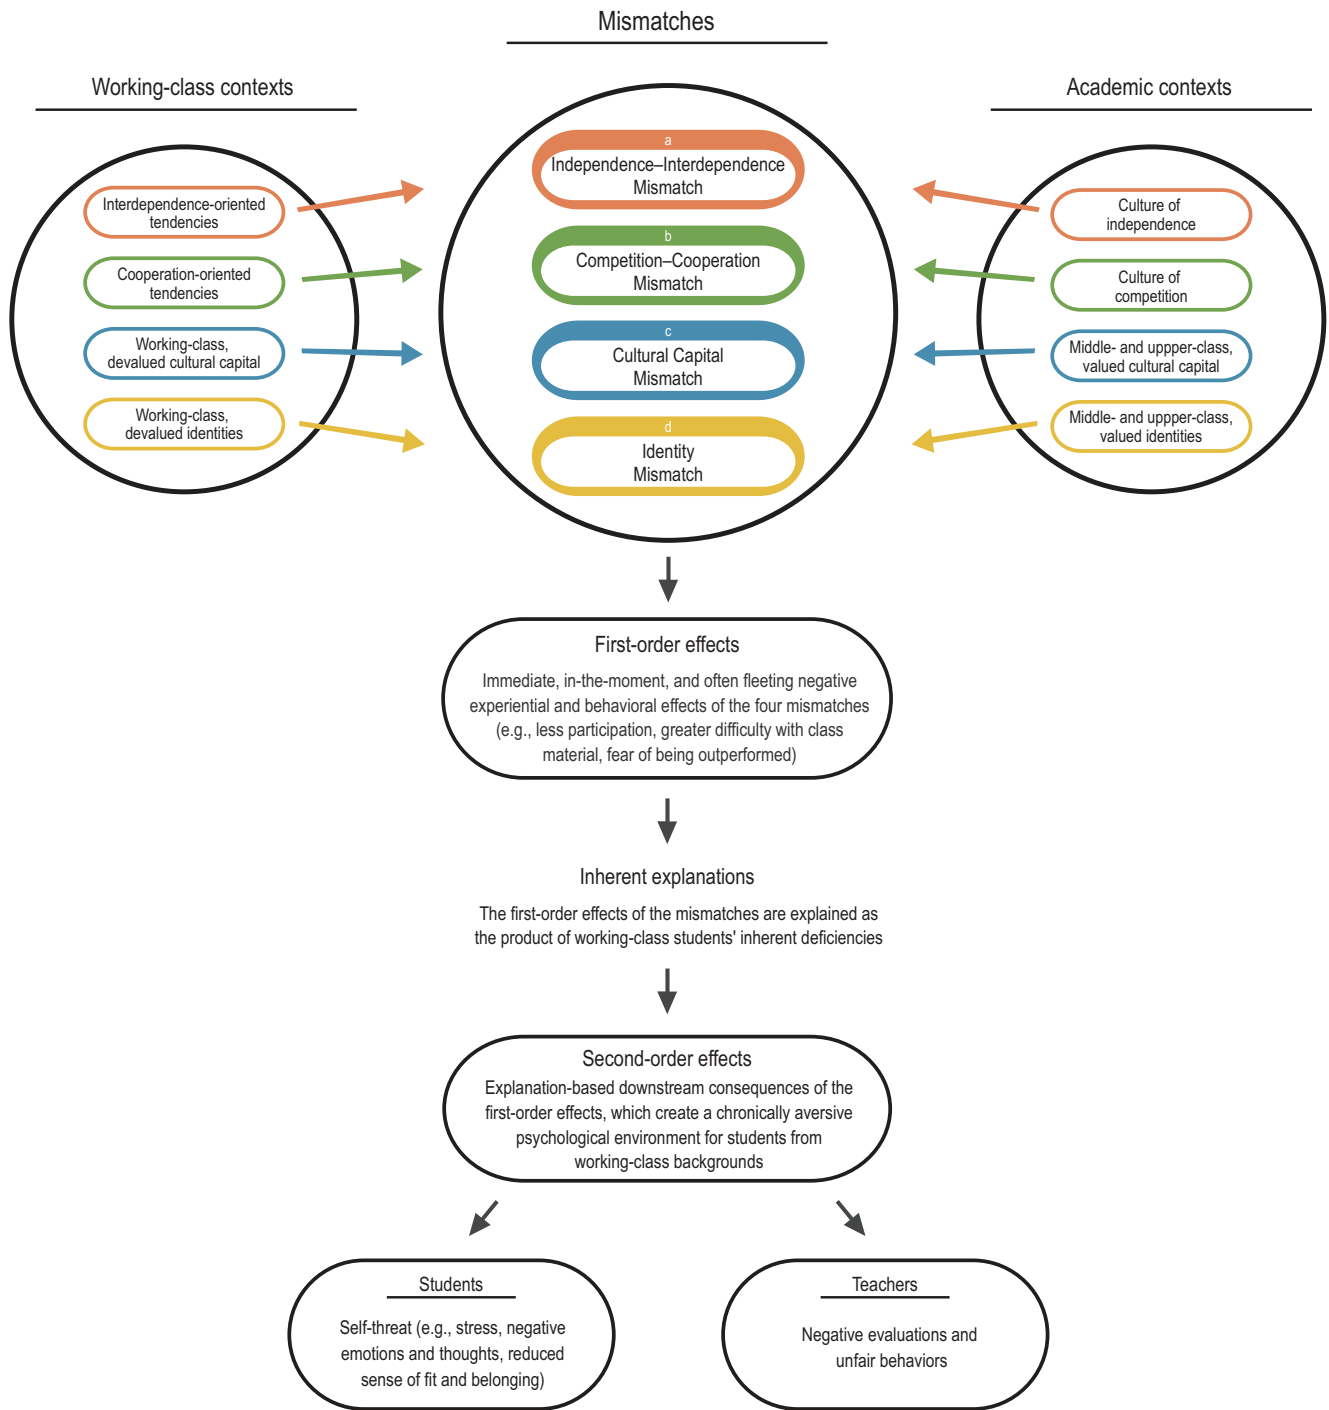 Mismatches
Working-class contexts
Academic contexts
Interdependence-oriented
tendencies
Cooperation-oriented
tendencies
Working-class,
devalued cultural capital
Working-class,
devalued identities
a
Independence–Interdependence
Mismatch
b
Competition–Cooperation
Mismatch
c
Cultural Capital
Mismatch
d
Identity
Mismatch
Culture of
independence
Culture of
competition
Middle- and uppper-class,
valued cultural capital
Middle- and uppper-class,
valued identities
First-order effects
Immediate, in-the-moment, and often fleeting negative
experiential and behavioral effects of the four mismatches
(e.g., less participation, greater difficulty with class
material, fear of being outperformed)
Inherent explanations
The first-order effects of the mismatches are explained as
the product of working-class students' inherent deficiencies
Second-order effects
Explanation-based downstream consequences of the
first-order effects, which create a chronically aversive
psychological environment for students from
working-class backgrounds
Students
Self-threat (e.g., stress, negative
emotions and thoughts, reduced
sense of fit and belonging)
Teachers
Negative evaluations and
unfair behaviors